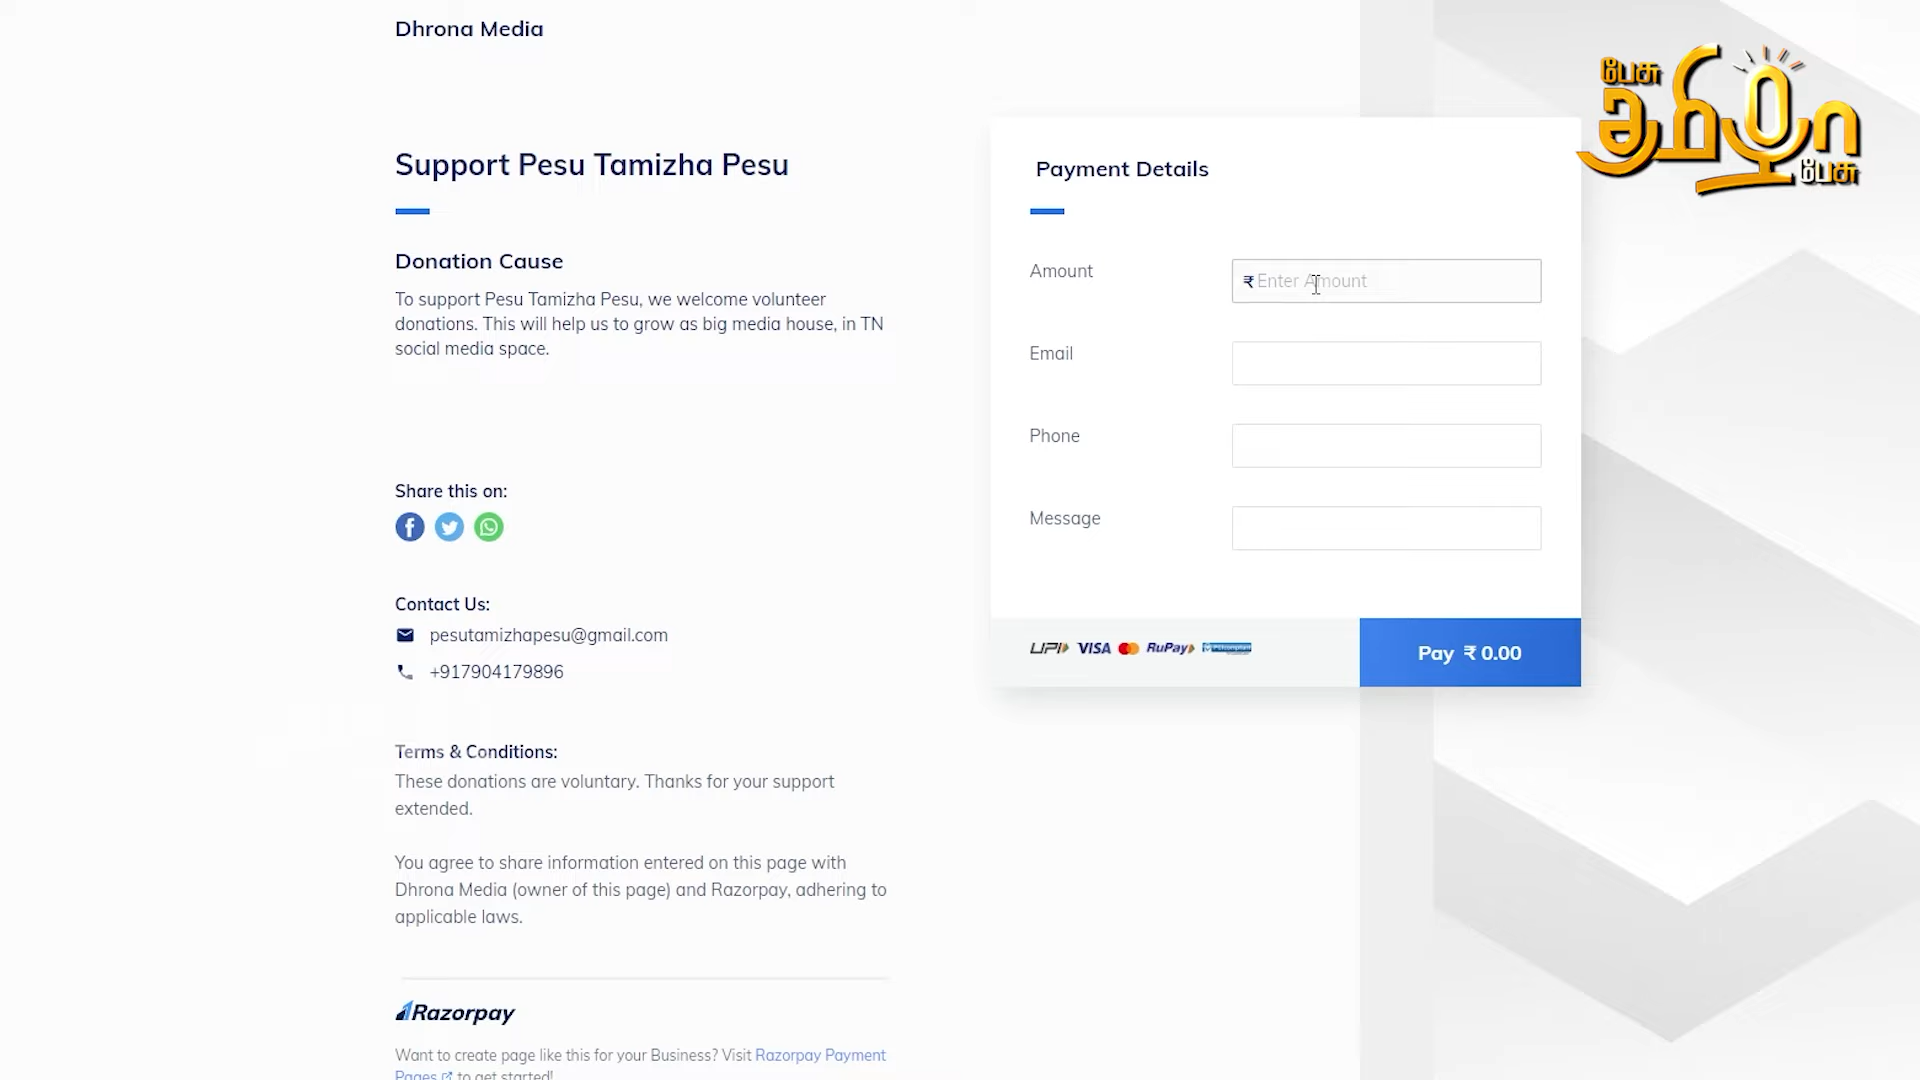 Dhrona Media
பேசு
தமிழா
பேசு
Support Pesu Tamizha Pesu
Donation Cause
To support Pesu Tamizha Pesu, we welcome volunteer
donations. This will help us to grow as big media house, in TN
social media space.
Share this on:
Contact Us:
pesutamizhapesu@gmail.com
+917904179896
Terms & Conditions:
These donations are voluntary. Thanks for your support
extended.
You agree to share information entered on this page with
Dhrona Media (owner of this page) and Razorpay, adhering to
applicable laws.
Razorpay
Want to create page like this for your Business? Visit Razorpay Payment
Pages to get started!
Payment Details
Amount
₹ Enter Amount
Email
Phone
Message
UPI VISA RuPay
Pay ₹ 0.00